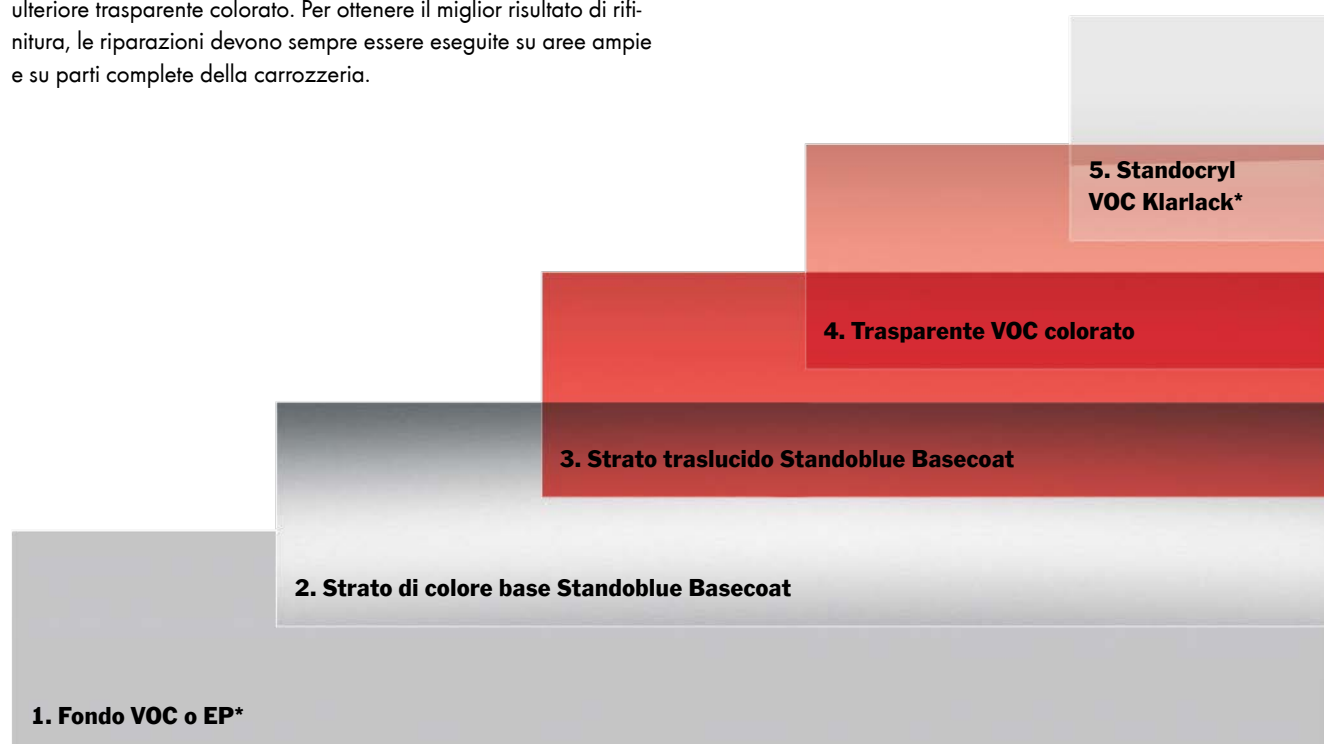 ulteriore trasparente colorato. Per ottenere il miglior risultato di rifi-
nitura, le riparazioni devono sempre essere eseguite su aree ampie
e su parti complete della carrozzeria.
5. Standocryl
VOC Klarlack*
4. Trasparente VOC colorato
3. Strato traslucido Standoblue Basecoat
2. Strato di colore base Standoblue Basecoat
1. Fondo VOC o EP*